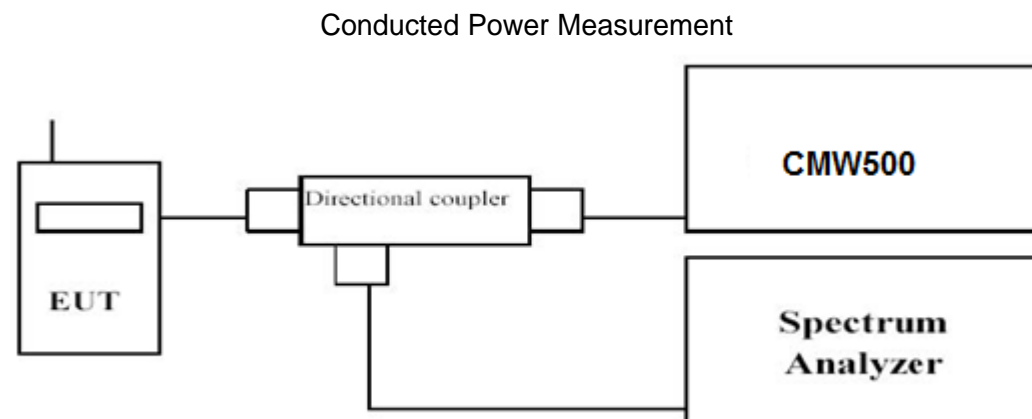 Conducted Power Measurement
CMW500
Directional coupler
EUT
Spectrum
Analyzer